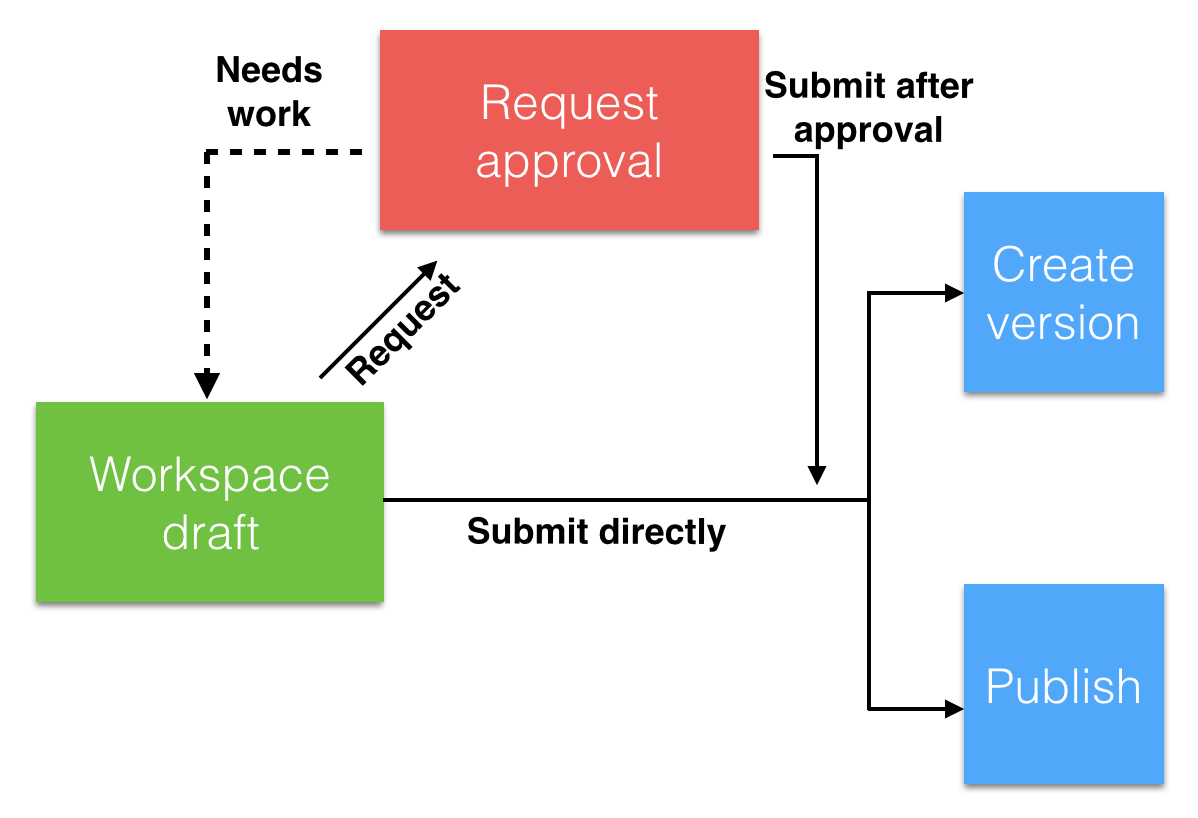 Needs
work
Request
approval
Submit after
approval
Create
version
Request
Workspace
draft
Submit directly
Publish